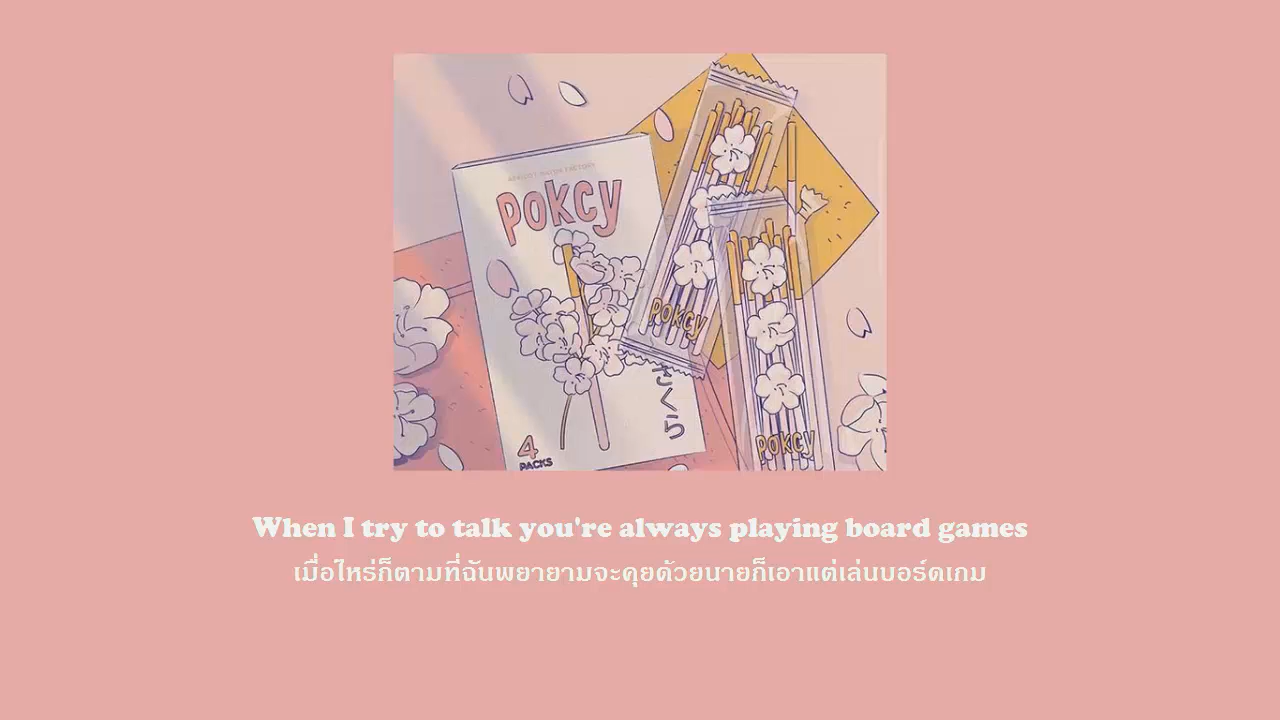 POKCY
POKCY
さくら
4
PACKS
POKCY
When I try to talk you're always playing board games
เมื่อไหร่ก็ตามที่ฉันพยายามจะคุยด้วยนายก็เอาแต่เล่นบอร์ดเกม